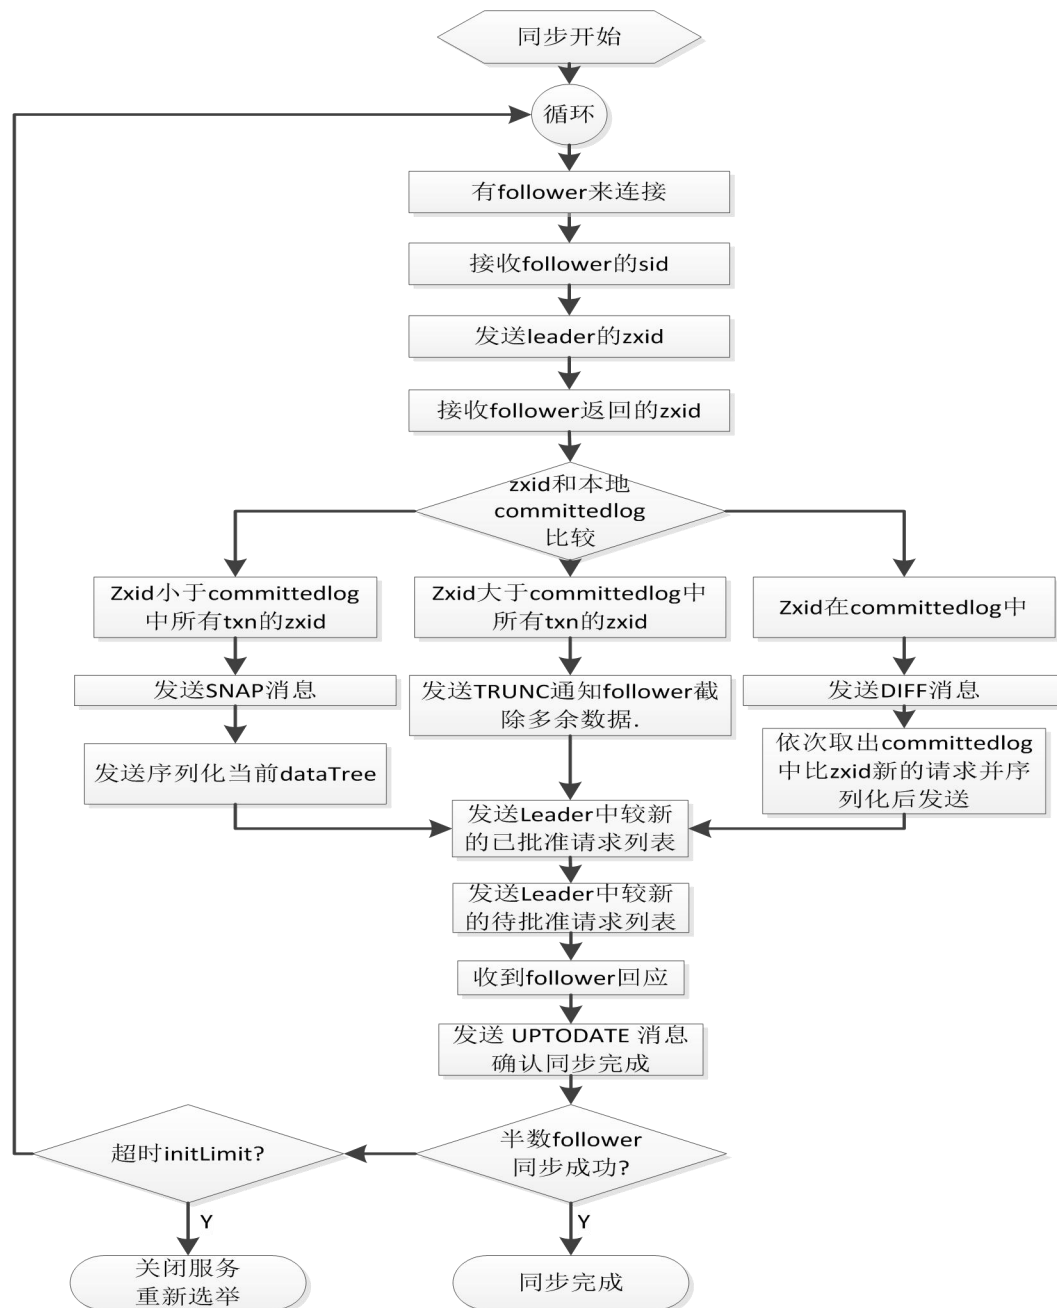 同步开始
循环
有follower来连接
接收follower的sid
发送leader的zxid
接收follower返回的zxid
zxid和本地
committedlog
比较
Zxid小于committedlog
中所有txn的zxid
Zxid大于committedlog中
所有txn的zxid
Zxid在committedlog中
发送SNAP消息
发送TRUNC通知follower截
除多余数据.
发送DIFF消息
发送序列化当前dataTree
依次取出committedlog
中比zxid新的请求并序
列化后发送
发送Leader中较新
的已批准请求列表
发送Leader中较新
的待批准请求列表
收到follower回应
发送 UPTODATE 消息
确认同步完成
超时initLimit?
半数follower
同步成功?
Y
Y
关闭服务
重新选举
同步完成